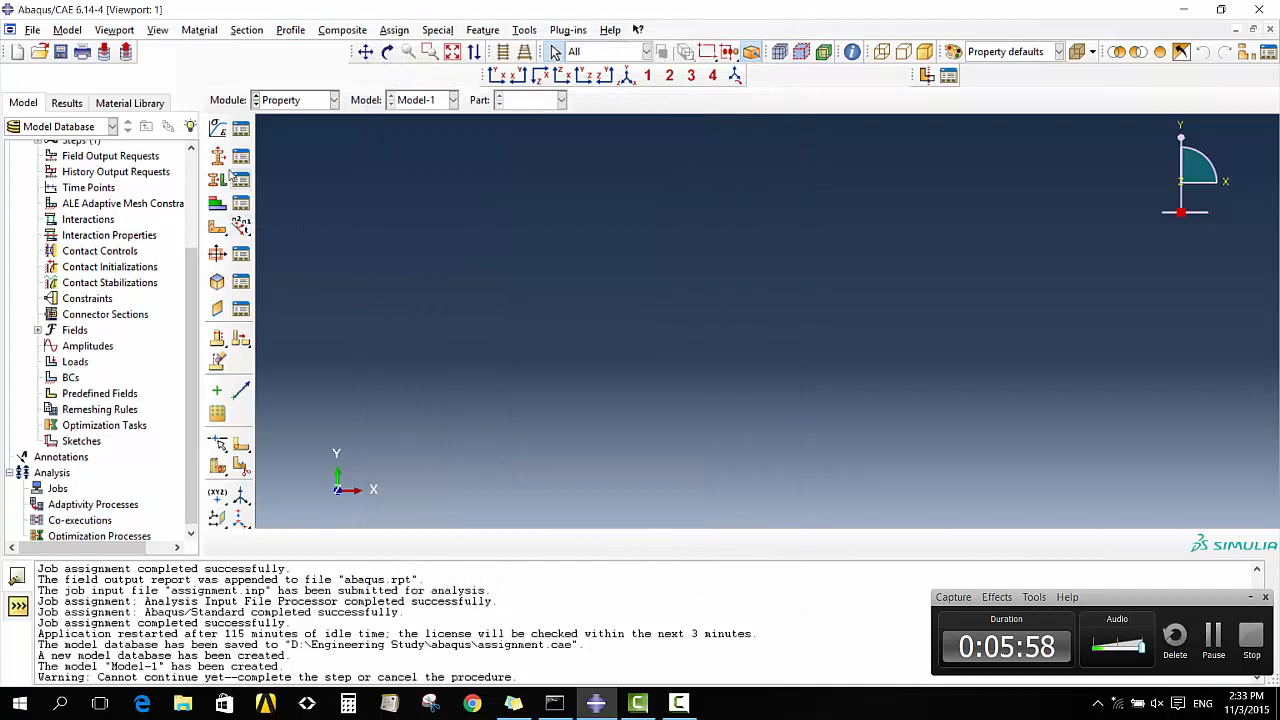 Abaqus/CAE 6.14-4 [Viewport: 1]
File Model Viewport View Material Section Profile Composite Assign Special Feature Tools Plug-ins Help
All
Property defaults
1 2 3 4
Model Results Material Library
Module: Property Model: Model-1 Part:
Model Database
Steps (1)
Field Output Requests
History Output Requests
Time Points
ALE Adaptive Mesh Constra
Interactions
Interaction Properties
Contact Controls
Contact Initializations
Contact Stabilizations
Constraints
Connector Sections
Fields
Amplitudes
Loads
BCs
Predefined Fields
Remeshing Rules
Optimization Tasks
Sketches
Annotations
Analysis
Jobs
Adaptivity Processes
Co-executions
Optimization Processes
Y
X
Z
Y
X
SIMULIA
Job assignment completed successfully.
The field output report was appended to file "abaqus.rpt".
The job input file "assignment.inp" has been submitted for analysis.
Job assignment: Analysis Input File Processor completed successfully.
Job assignment: Abaqus/Standard completed successfully.
Job assignment completed successfully.
Application restarted after 115 minutes of idle time; the license will be checked within the next 3 minutes.
The model database has been saved to "D:\Engineering Study\abaqus\assignment.cae".
A new model database has been created.
The model "Model-1" has been created.
Warning: Cannot continue yet--complete the step or cancel the procedure.
Capture Effects Tools Help
Duration
0:05:58
Audio
Delete Pause Stop
ENG
2:33 PM
11/3/2015